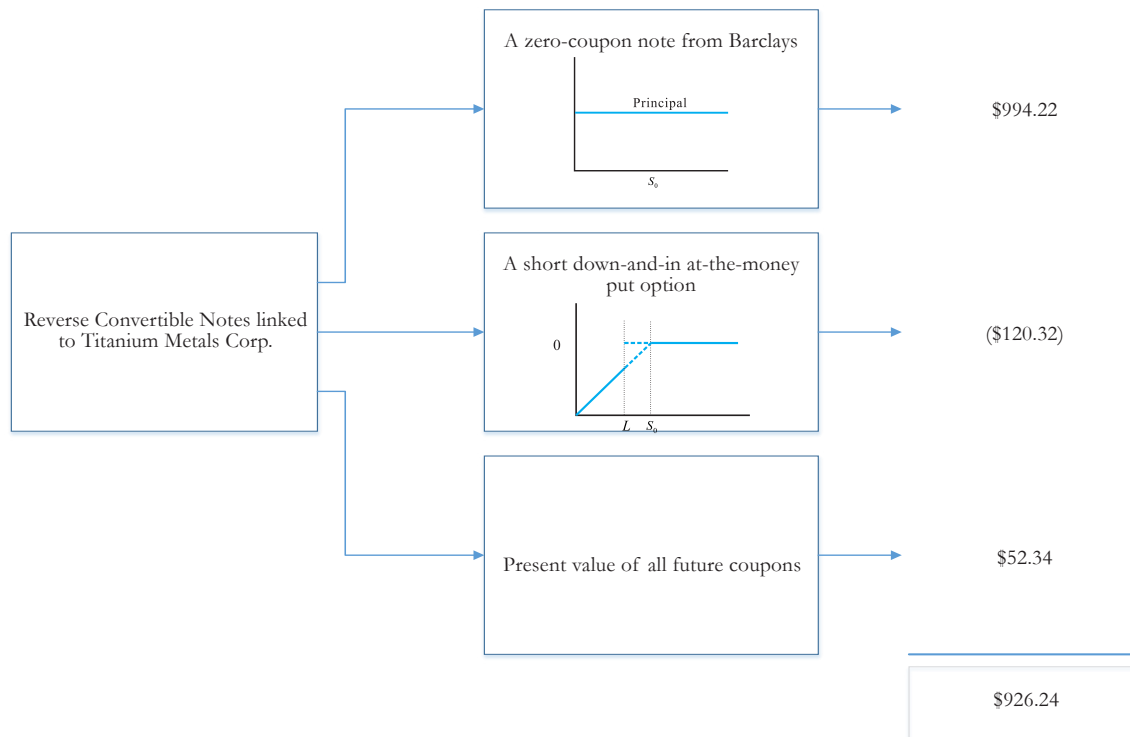 A zero-coupon note from Barclays
Principal
S₀
$994.22
Reverse Convertible Notes linked
to Titanium Metals Corp.
A short down-and-in at-the-money
put option
0
L S₀
($120.32)
Present value of all future coupons
$52.34
$926.24